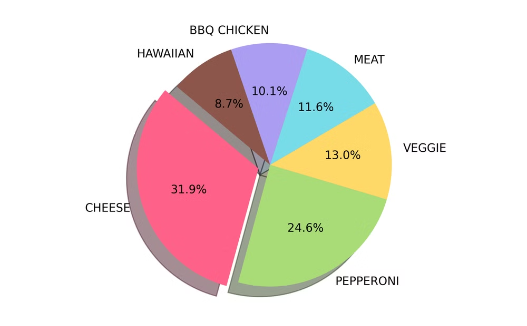 BBQ CHICKEN
HAWAIIAN
MEAT
10.1%
8.7%
11.6%
VEGGIE
13.0%
31.9%
CHEESE
24.6%
PEPPERONI